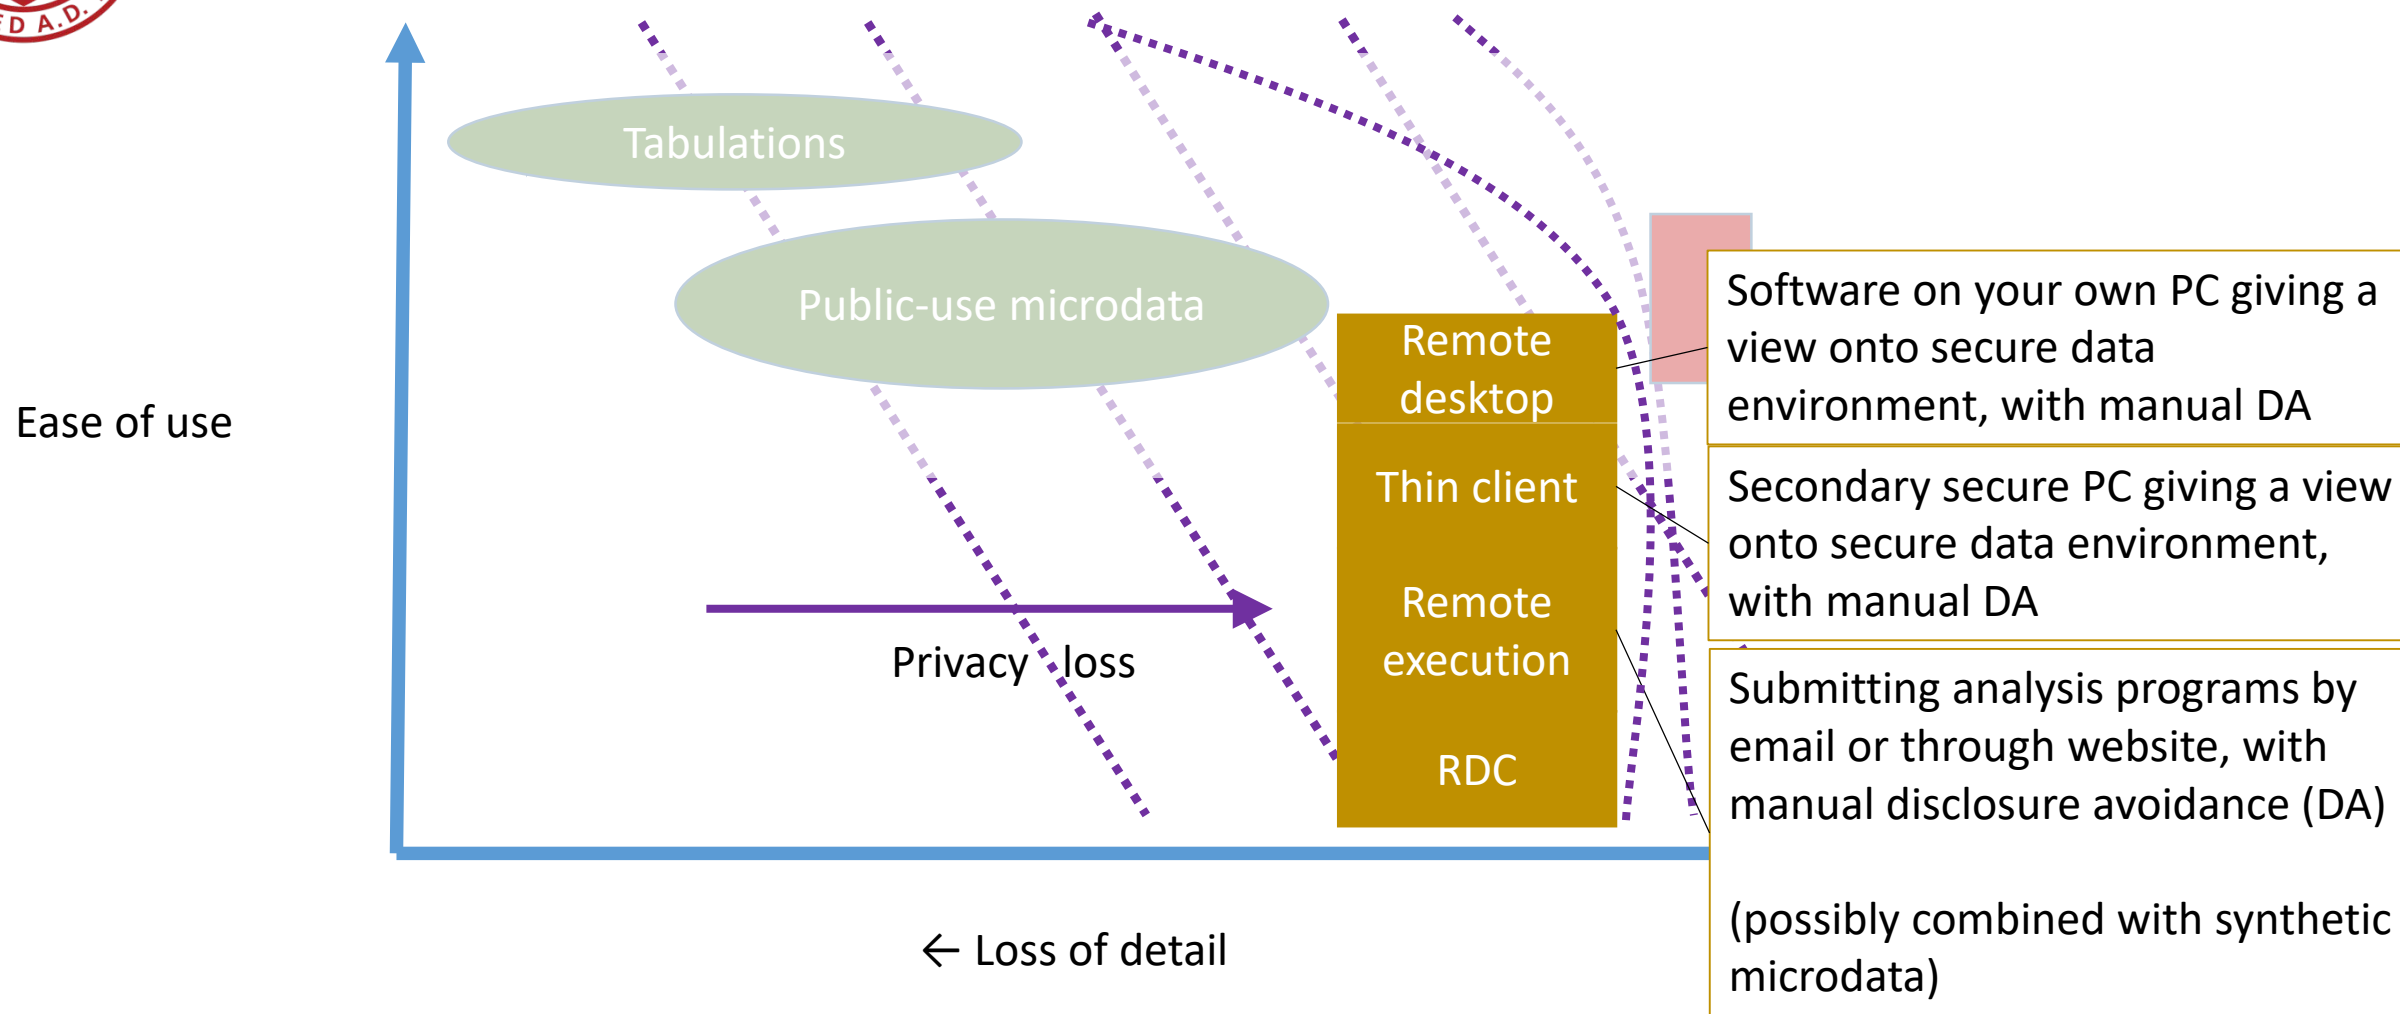 D A.D.
Tabulations
Public-use microdata
Remote
desktop
Thin client
Remote
execution
RDC
Software on your own PC giving a
view onto secure data
environment, with manual DA
Secondary secure PC giving a view
onto secure data environment,
with manual DA
Submitting analysis programs by
email or through website, with
manual disclosure avoidance (DA)
(possibly combined with synthetic
microdata)
Ease of use
Privacy loss
← Loss of detail